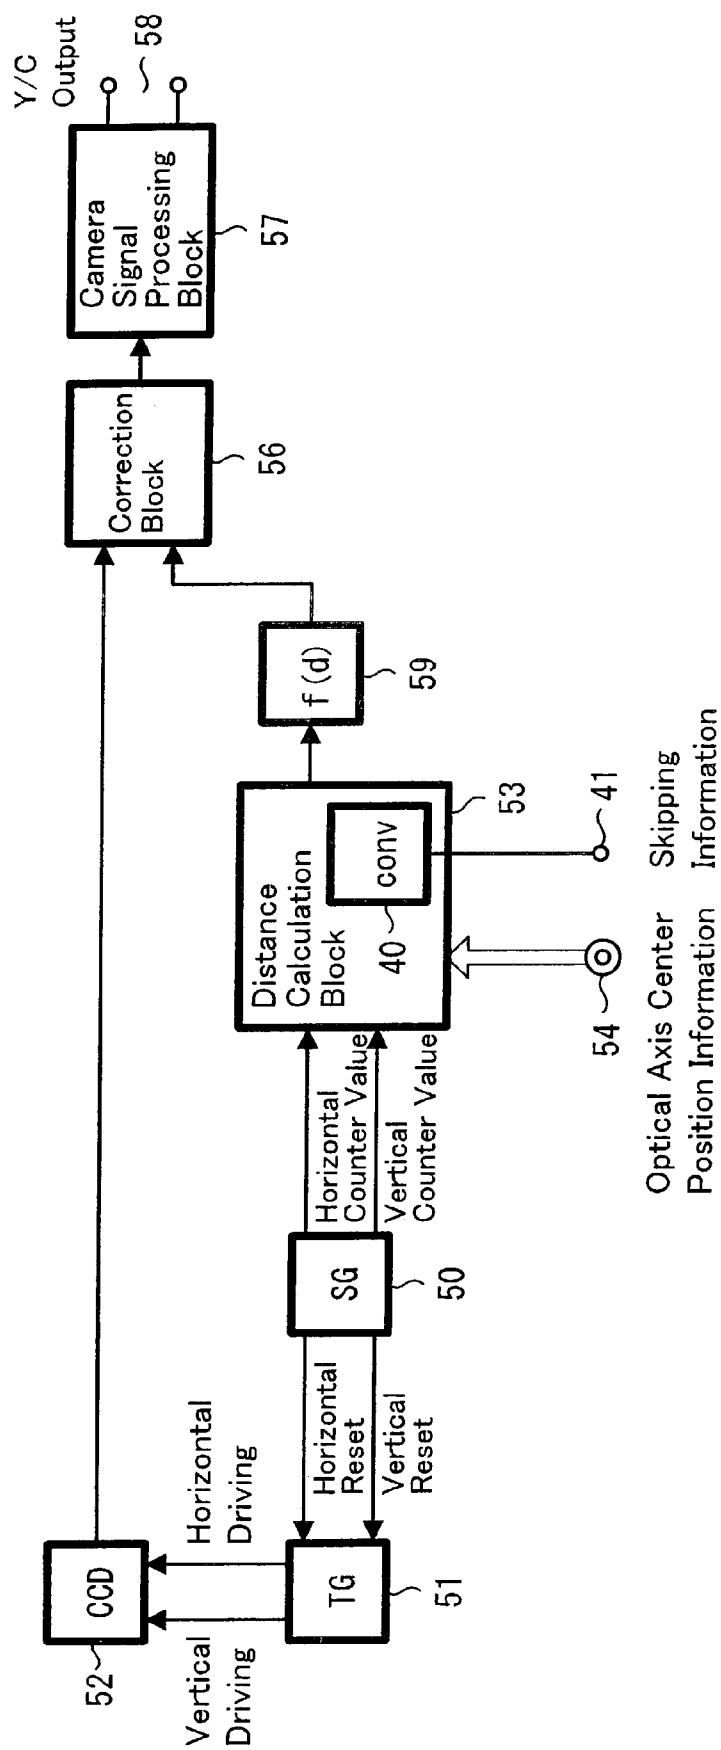 Y/C
Output
58
Camera
Signal
Processing
Block
57
Correction
Block
56
f(d)
59
Distance
Calculation
Block
conv
40
53
41
Skipping
Information
54
Optical Axis Center
Position Information
Horizontal
Counter Value
Vertical
Counter Value
SG
50
Horizontal
Reset
Vertical
Reset
TG
51
Horizontal
Driving
Vertical
Driving
CCD
52